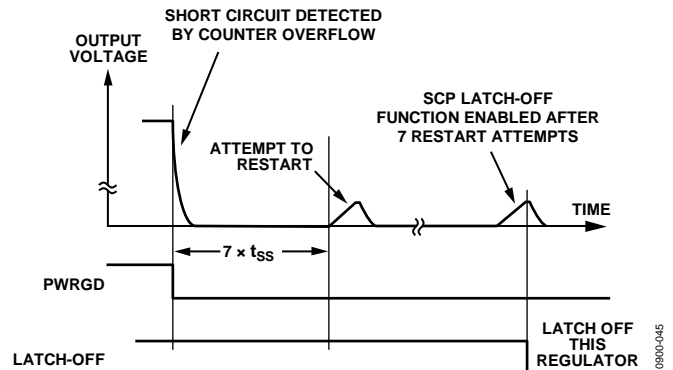 SHORT CIRCUIT DETECTED
BY COUNTER OVERFLOW
OUTPUT
VOLTAGE
SCP LATCH-OFF
FUNCTION ENABLED AFTER
7 RESTART ATTEMPTS
ATTEMPT TO
RESTART
TIME
7 × tSS
PWRGD
LATCH OFF
THIS
REGULATOR
LATCH-OFF
0900-045